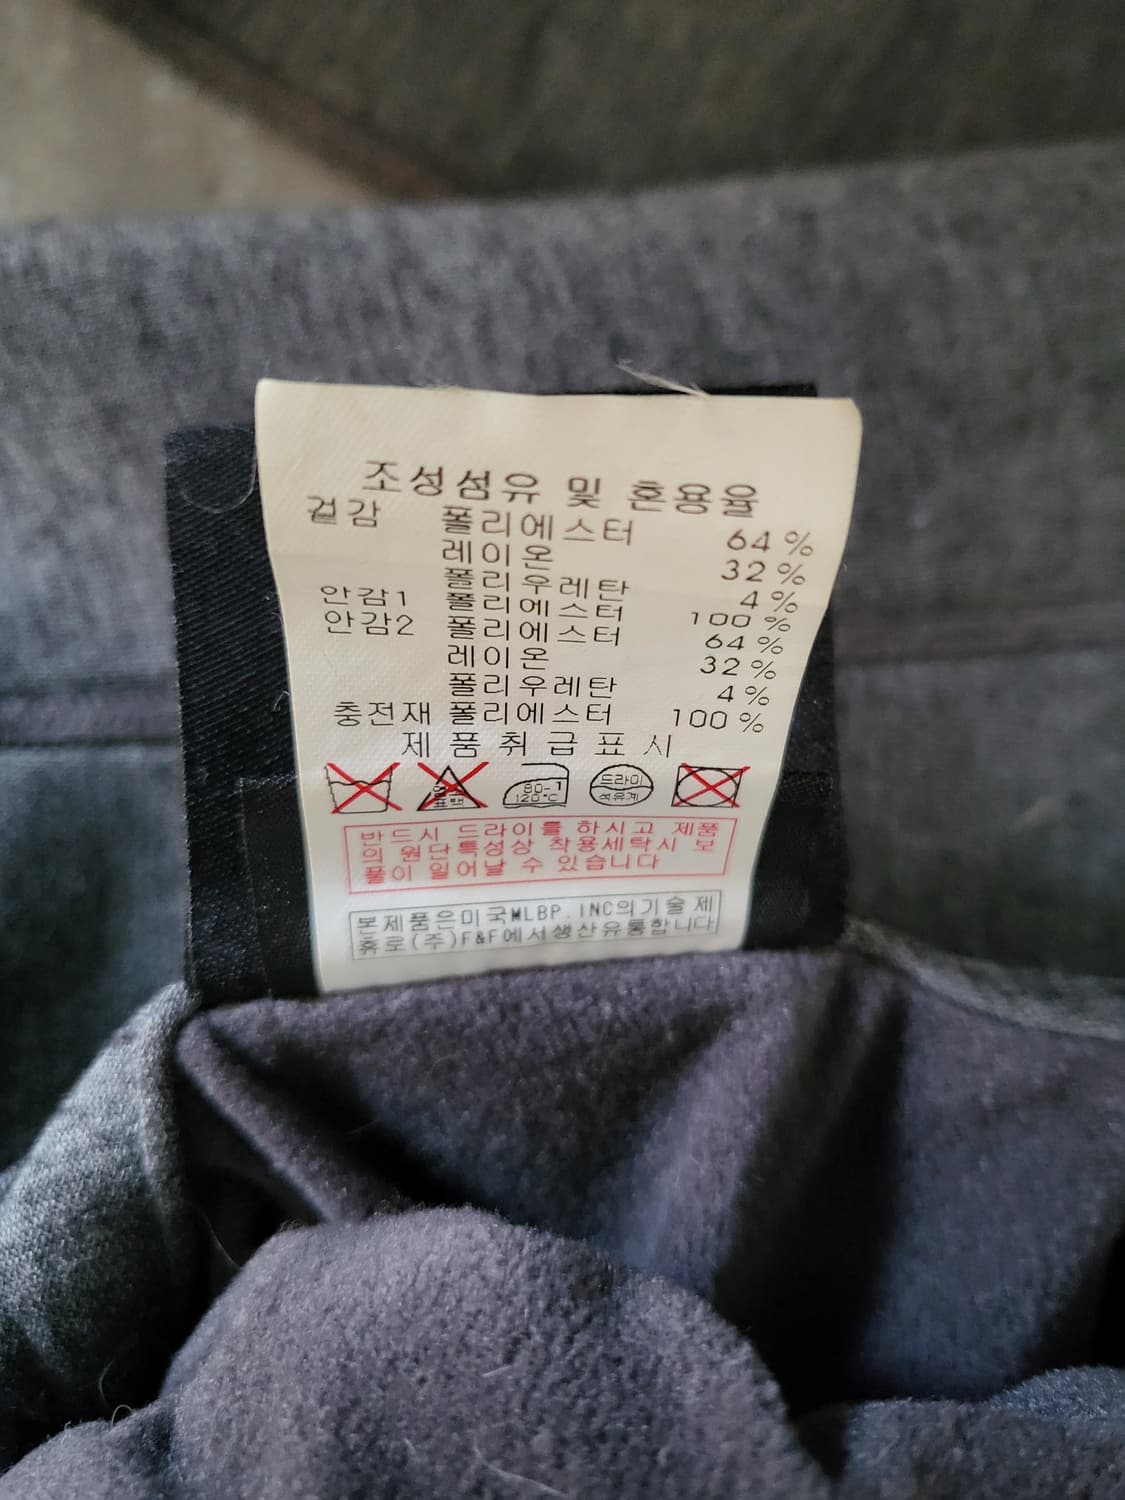 조성섬유 및 혼용율
겉감 폴리에스터 64%
레이온 32%
폴리우레탄 4%
안감1 폴리에스터 100%
안감2 폴리에스터 64%
레이온 32%
폴리우레탄 4%
충전재 폴리에스터 100%
제품취급표시
염소 표백 80-120°C 드라이 석유계
반드시 드라이를 하시고 제품
의 원단특성상 착용세탁시 보
풀이 일어날 수 있습니다
본제품은미국MLBP.INC의기술제
휴로(주)F&F에서생산유통합니다